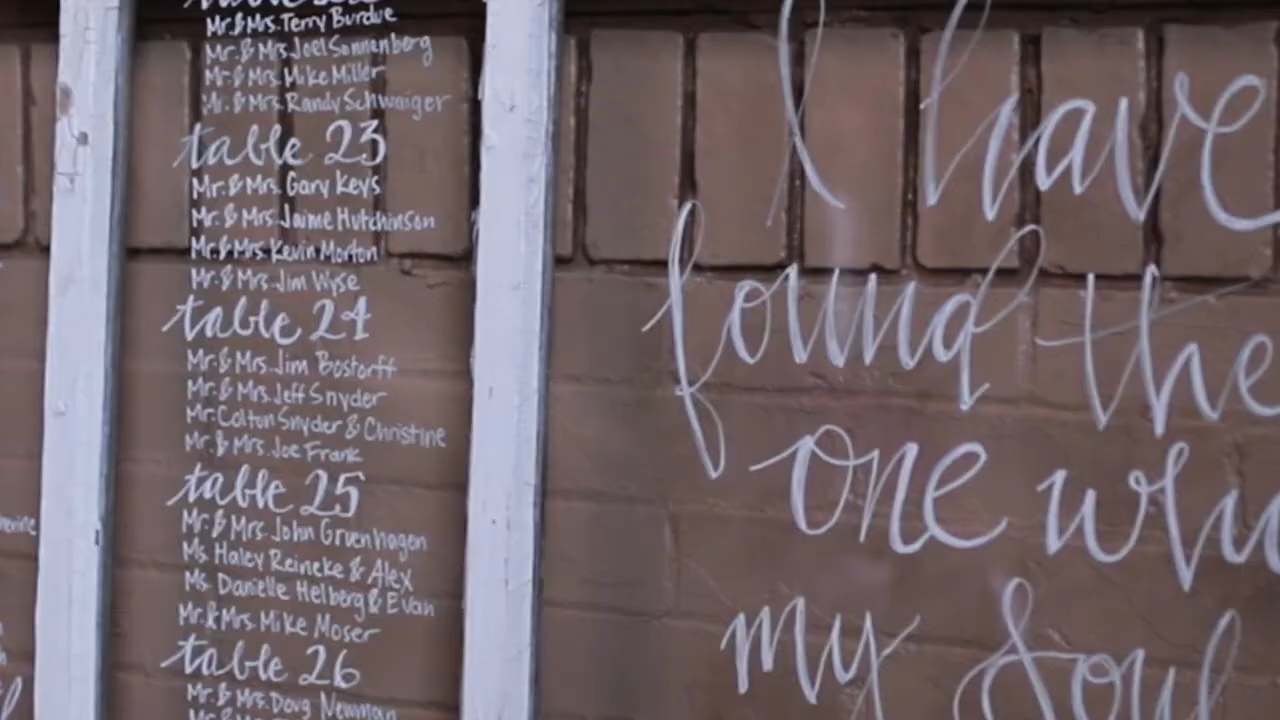 Mr. & Mrs. Terry Burdue
Mr. & Mrs. Joel Sonnenberg
Mr. & Mrs. Mike Miller
Mr. & Mrs. Randy Schwaiger
table 23
Mr. & Mrs. Gary Keys
Mr. & Mrs. Jaime Hutchinson
Mr. & Mrs. Kevin Morton
Mr. & Mrs. Jim Wyse
table 24
Mr. & Mrs. Jim Bostorff
Mr. & Mrs. Jeff Snyder
Mr. Colton Snyder & Christine
Mr. & Mrs. Joe Frank
table 25
Mr. & Mrs. John Gruenhagen
Ms. Haley Reineke & Alex
Ms. Danielle Helberg & Evan
Mr. & Mrs. Mike Moser
table 26
Mr. & Mrs. Doug Newman
I have
found the
one
my soul